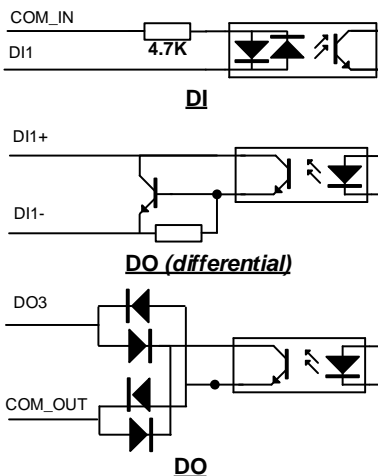 COM_IN
4.7K
DI1
DI
DI1+
DI1-
DO (differential)
DO3
COM_OUT
DO